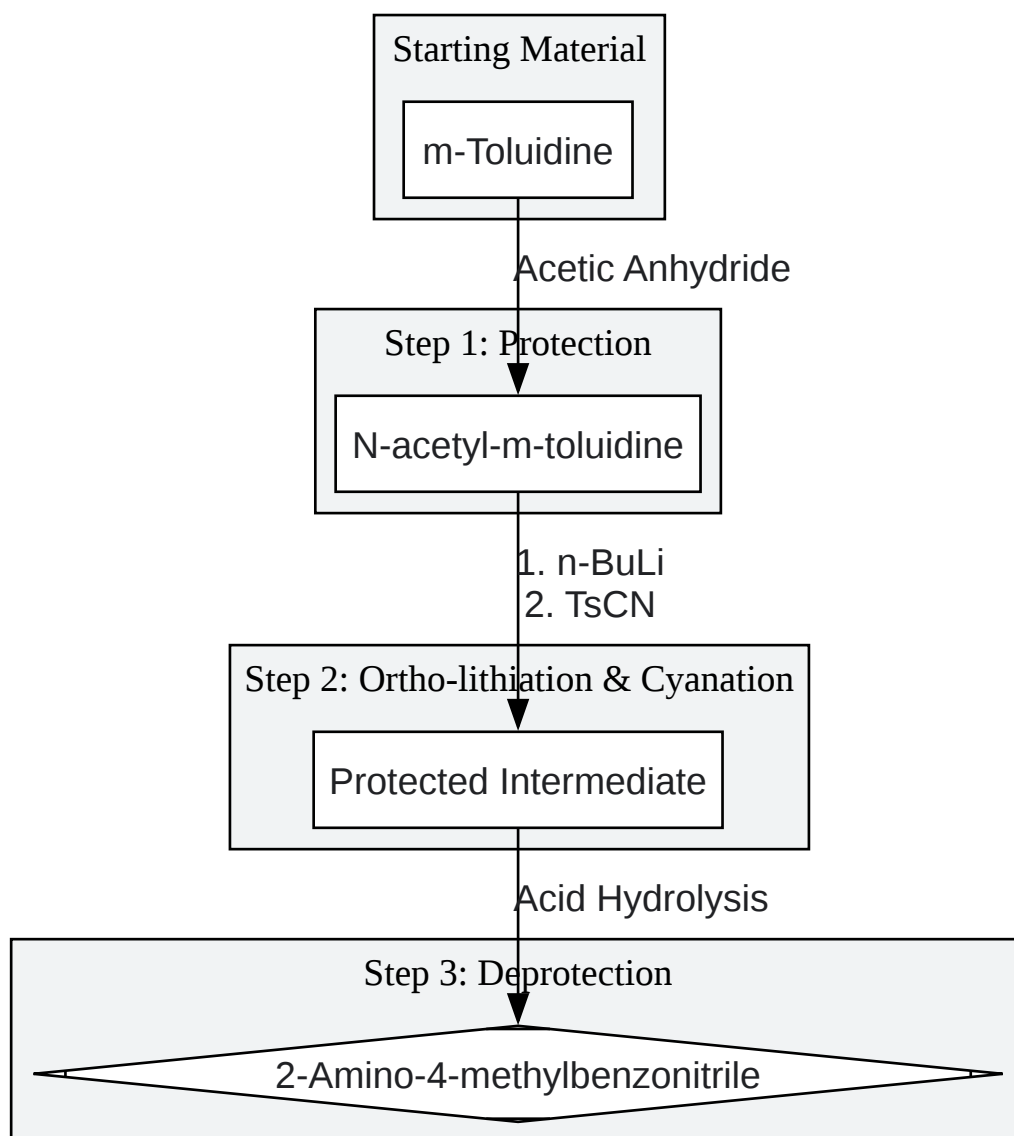 Starting Material
m-Toluidine
Acetic Anhydride
Step 1: Protection
N-acetyl-m-toluidine
1. n-BuLi
2. TsCN
Step 2: Ortho-lithiation & Cyanation
Protected Intermediate
Acid Hydrolysis
Step 3: Deprotection
2-Amino-4-methylbenzonitrile